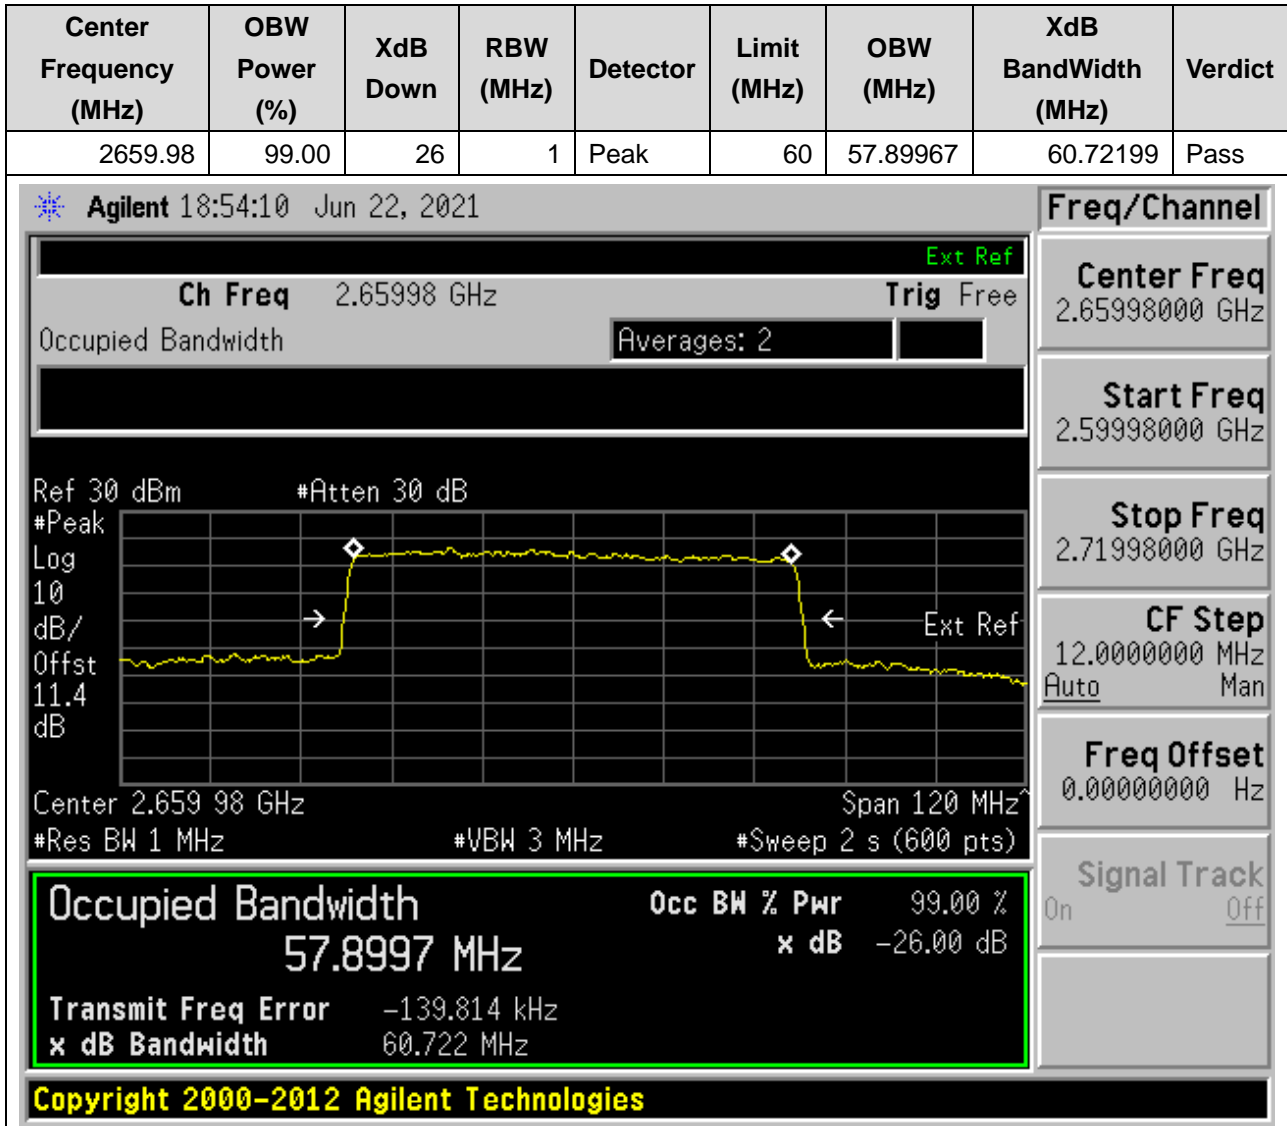 Center Frequency (MHz) OBW Power (%) XdB Down RBW (MHz) Detector Limit (MHz) OBW (MHz) XdB BandWidth (MHz) Verdict
2659.98 99.00 26 1 Peak 60 57.89967 60.72199 Pass
Agilent 18:54:10 Jun 22, 2021
Ext Ref
Ch Freq 2.65998 GHz Trig Free
Occupied Bandwidth Averages: 2
Ref 30 dBm #Atten 30 dB
#Peak
Log
10
dB/
Offst
11.4
dB
Ext Ref
Center 2.659 98 GHz Span 120 MHz^
#Res BW 1 MHz #VBW 3 MHz #Sweep 2 s (600 pts)
Occupied Bandwidth Occ BW % Pwr 99.00 %
57.8997 MHz x dB -26.00 dB
Transmit Freq Error -139.814 kHz
x dB Bandwidth 60.722 MHz
Copyright 2000-2012 Agilent Technologies
Freq/Channel
Center Freq
2.65998000 GHz
Start Freq
2.59998000 GHz
Stop Freq
2.71998000 GHz
CF Step
12.0000000 MHz
Auto Man
Freq Offset
0.00000000 Hz
Signal Track
On Off